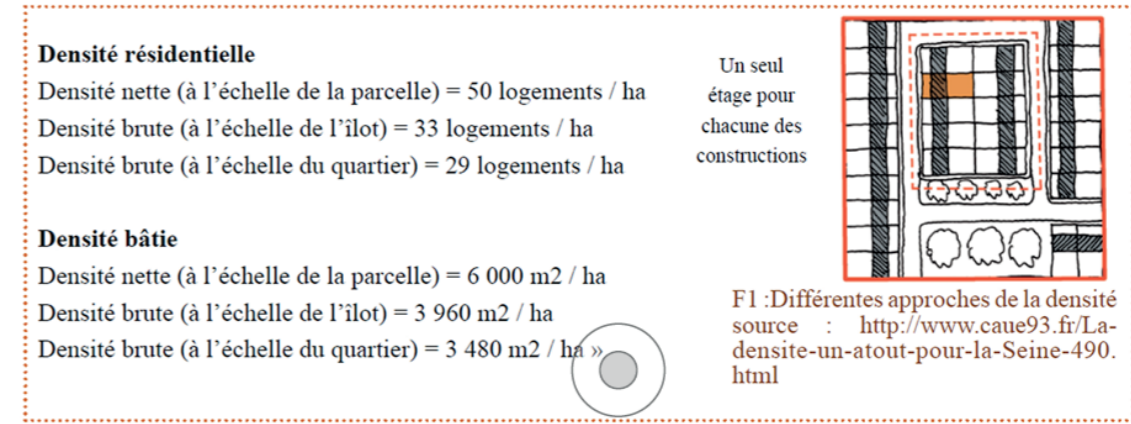 Densité résidentielle
Densité nette (à l’échelle de la parcelle) = 50 logements / ha
Densité brute (à l’échelle de l’îlot) = 33 logements / ha
Densité brute (à l’échelle du quartier) = 29 logements / ha
Densité bâtie
Densité nette (à l’échelle de la parcelle) = 6 000 m2 / ha
Densité brute (à l’échelle de l’îlot) = 3 960 m2 / ha
Densité brute (à l’échelle du quartier) = 3 480 m2 / ha »
Un seul
étage pour
chacune des
constructions
F1 :Différentes approches de la densité
source : http://www.caue93.fr/La-
densite-un-atout-pour-la-Seine-490.
html